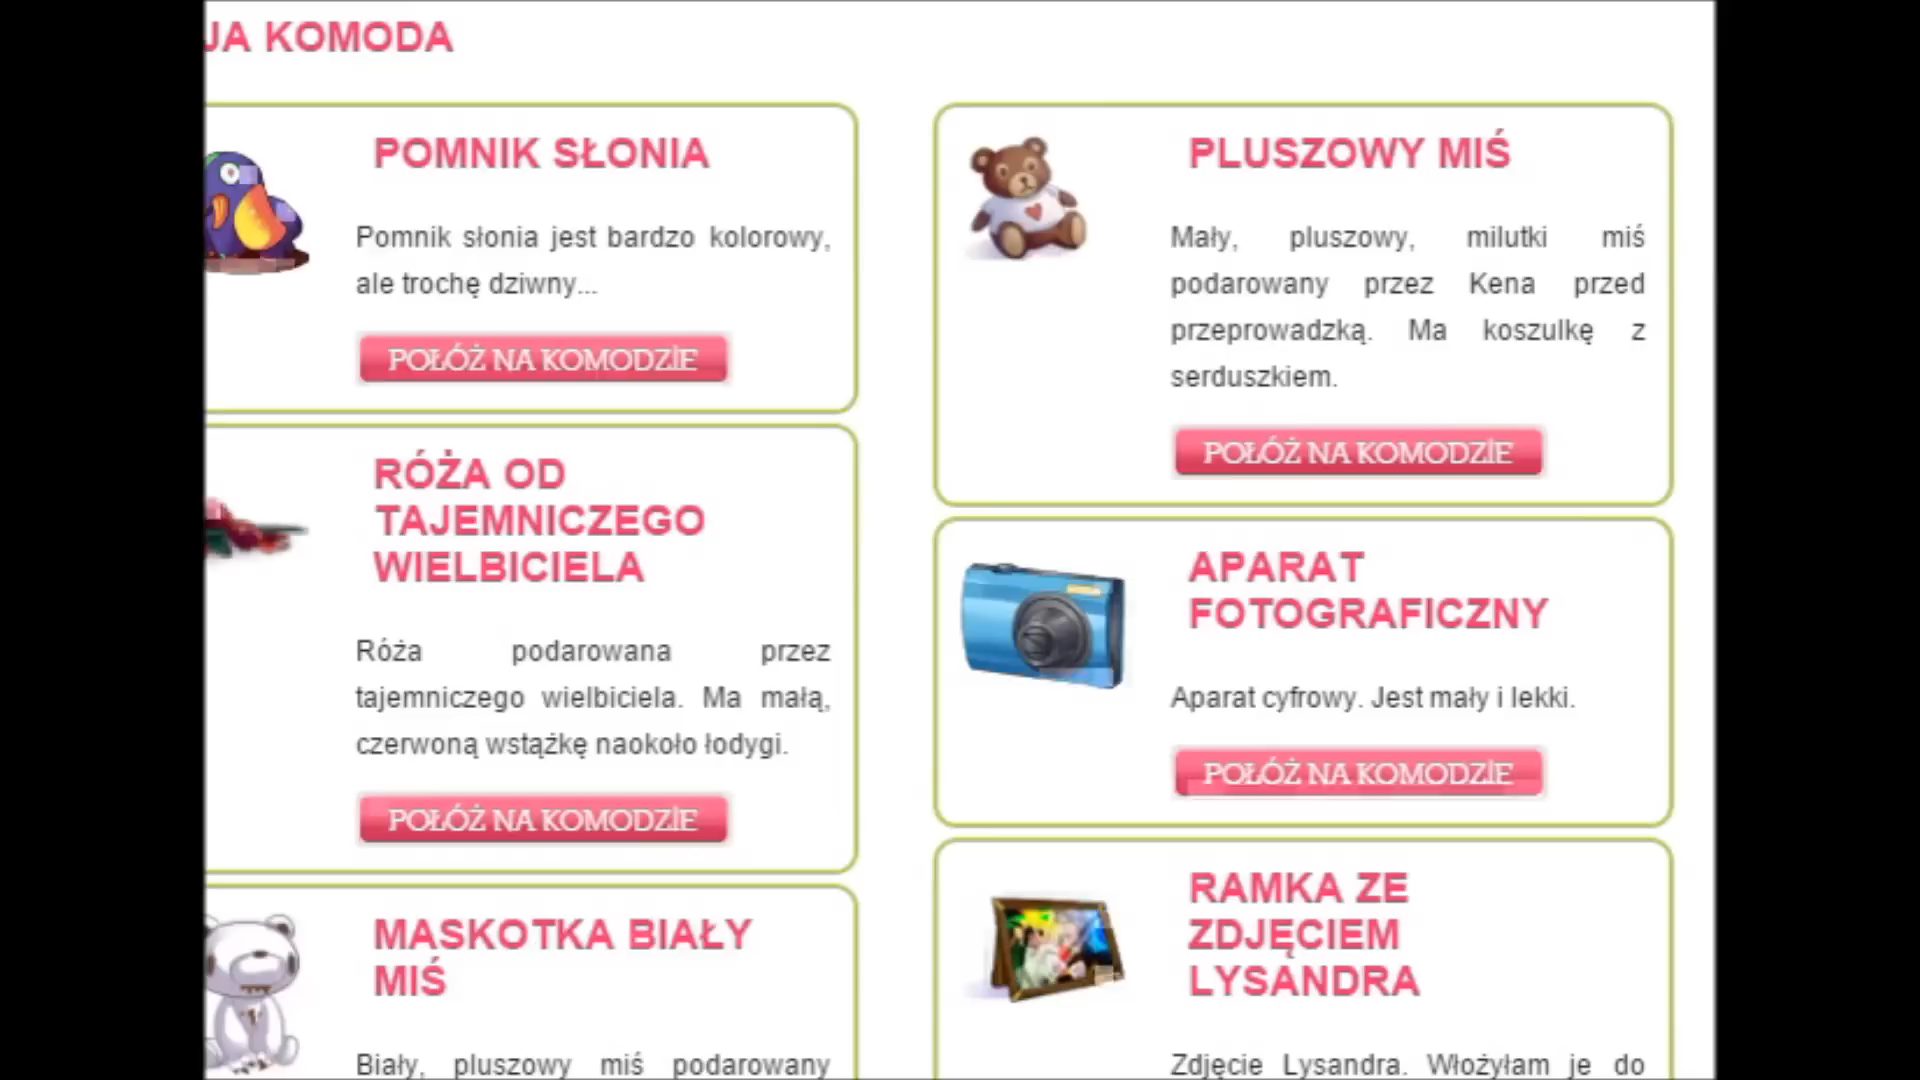 JA KOMODA
POMNIK SŁONIA
Pomnik słonia jest bardzo kolorowy,
ale trochę dziwny...
POŁÓŻ NA KOMODZIE
RÓŻA OD
TAJEMNICZEGO
WIELBICIELA
Róża podarowana przez
tajemniczego wielbiciela. Ma małą,
czerwoną wstążkę naokoło łodygi.
POŁÓŻ NA KOMODZIE
MASKOTKA BIAŁY
MIŚ
Biały, pluszowy miś podarowany
PLUSZOWY MIŚ
Mały, pluszowy, milutki miś
podarowany przez Kena przed
przeprowadzką. Ma koszulkę z
serduszkiem.
POŁÓŻ NA KOMODZIE
APARAT
FOTOGRAFICZNY
Aparat cyfrowy. Jest mały i lekki.
POŁÓŻ NA KOMODZIE
RAMKA ZE
ZDJĘCIEM
LYSANDRA
Zdjęcie Lysandra. Włożyłam je do